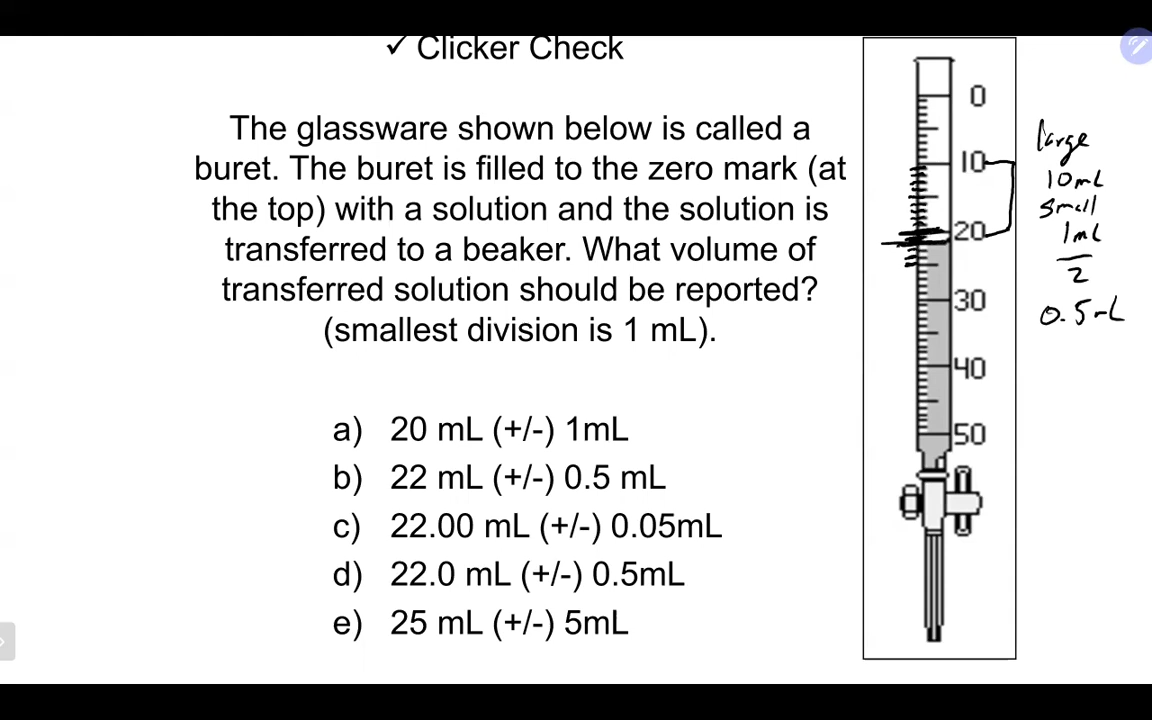 ✓ Clicker Check
The glassware shown below is called a
buret. The buret is filled to the zero mark (at
the top) with a solution and the solution is
transferred to a beaker. What volume of
transferred solution should be reported?
(smallest division is 1 mL).
a) 20 mL (+/-) 1mL
b) 22 mL (+/-) 0.5 mL
c) 22.00 mL (+/-) 0.05mL
d) 22.0 mL (+/-) 0.5mL
e) 25 mL (+/-) 5mL
0
10
20
30
40
50
large
10mL
small
1mL
2
0.5mL